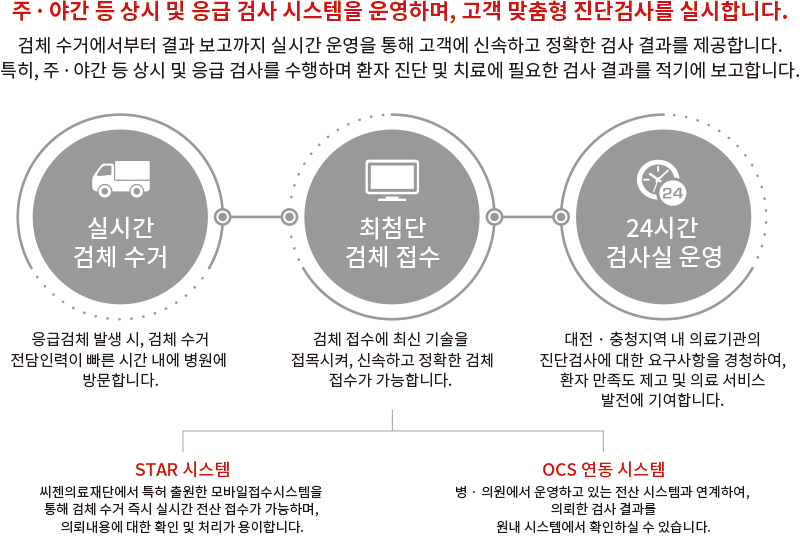 주 · 야간 등 상시 및 응급 검사 시스템을 운영하며, 고객 맞춤형 진단검사를 실시합니다.
검체 수거에서부터 결과 보고까지 실시간 운영을 통해 고객에 신속하고 정확한 검사 결과를 제공합니다.
특히, 주 · 야간 등 상시 및 응급 검사를 수행하며 환자 진단 및 치료에 필요한 검사 결과를 적기에 보고합니다.
실시간
검체 수거
최첨단
검체 접수
24
24시간
검사실 운영
응급검체 발생 시, 검체 수거
전담인력이 빠른 시간 내에 병원에
방문합니다.
검체 접수에 최신 기술을
접목시켜, 신속하고 정확한 검체
접수가 가능합니다.
대전 · 충청지역 내 의료기관의
진단검사에 대한 요구사항을 경청하여,
환자 만족도 제고 및 의료 서비스
발전에 기여합니다.
STAR 시스템
씨젠의료재단에서 특허 출원한 모바일접수시스템을
통해 검체 수거 즉시 실시간 전산 접수가 가능하며,
의뢰내용에 대한 확인 및 처리가 용이합니다.
OCS 연동 시스템
병 · 의원에서 운영하고 있는 전산 시스템과 연계하여,
의뢰한 검사 결과를
원내 시스템에서 확인하실 수 있습니다.